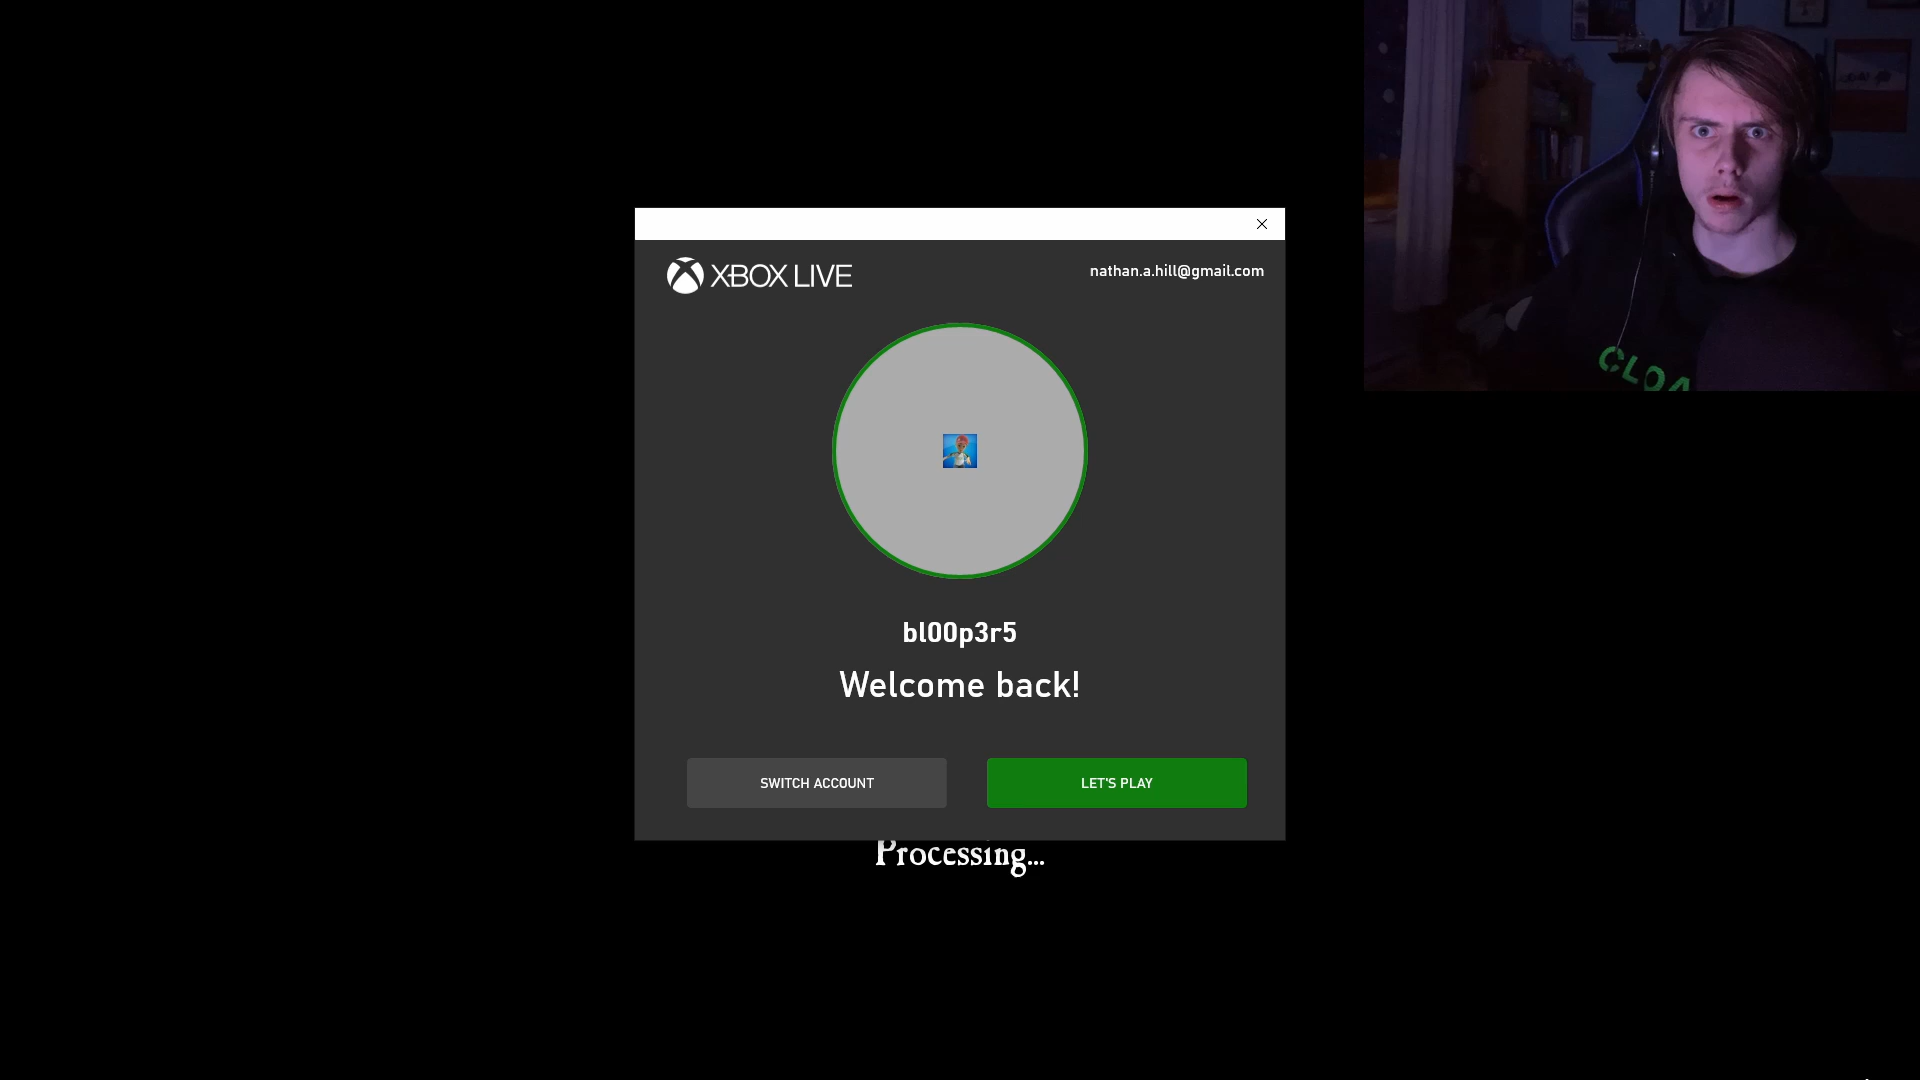 XBOX LIVE
nathan.a.hill@gmail.com
bl00p3r5
Welcome back!
SWITCH ACCOUNT
LET'S PLAY
Processing...